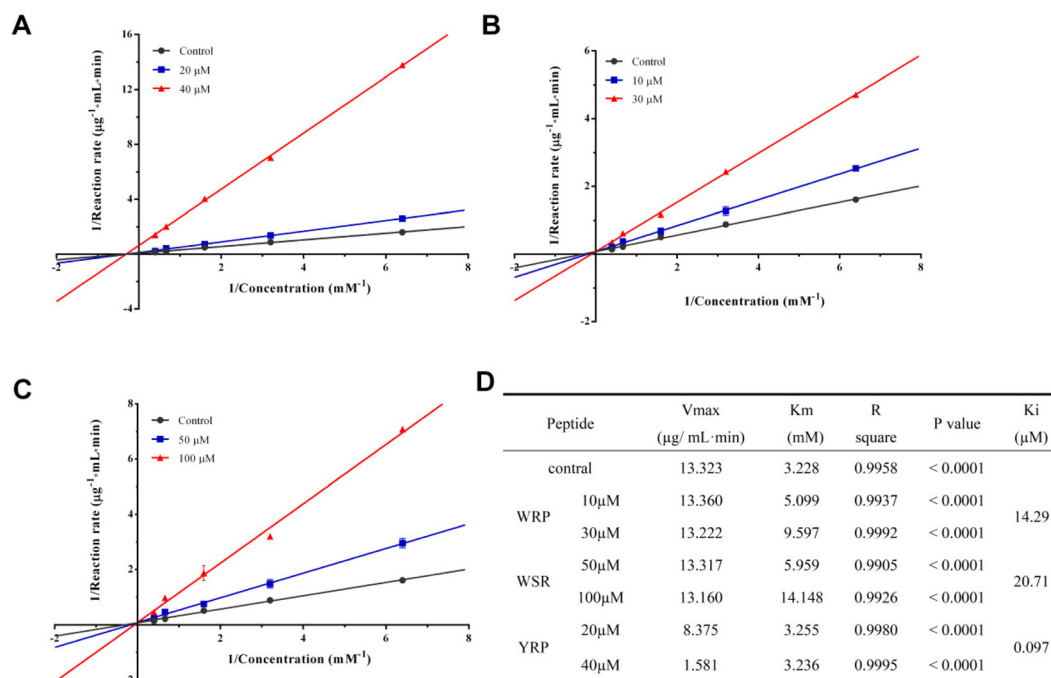 A
16
12
8
4
-4
-2
2
4
6
8
Control
20 µM
40 µM
1/Reaction rate (µg⁻¹•mL•min)
1/Concentration (mM⁻¹)
B
6
4
2
-2
-2
2
4
6
8
Control
10 µM
30 µM
1/Reaction rate (µg⁻¹•mL•min)
1/Concentration (mM⁻¹)
C
8
6
4
2
-2
2
4
6
8
Control
50 µM
100 µM
1/Reaction rate (µg⁻¹•mL•min)
1/Concentration (mM⁻¹)
D
Peptide Vmax (µg/ mL·min) Km (mM) R square P value Ki (µM)
contral 13.323 3.228 0.9958 < 0.0001
WRP 10µM 13.360 5.099 0.9937 < 0.0001 14.29
30µM 13.222 9.597 0.9992 < 0.0001
WSR 50µM 13.317 5.959 0.9905 < 0.0001 20.71
100µM 13.160 14.148 0.9926 < 0.0001
YRP 20µM 8.375 3.255 0.9980 < 0.0001 0.097
40µM 1.581 3.236 0.9995 < 0.0001